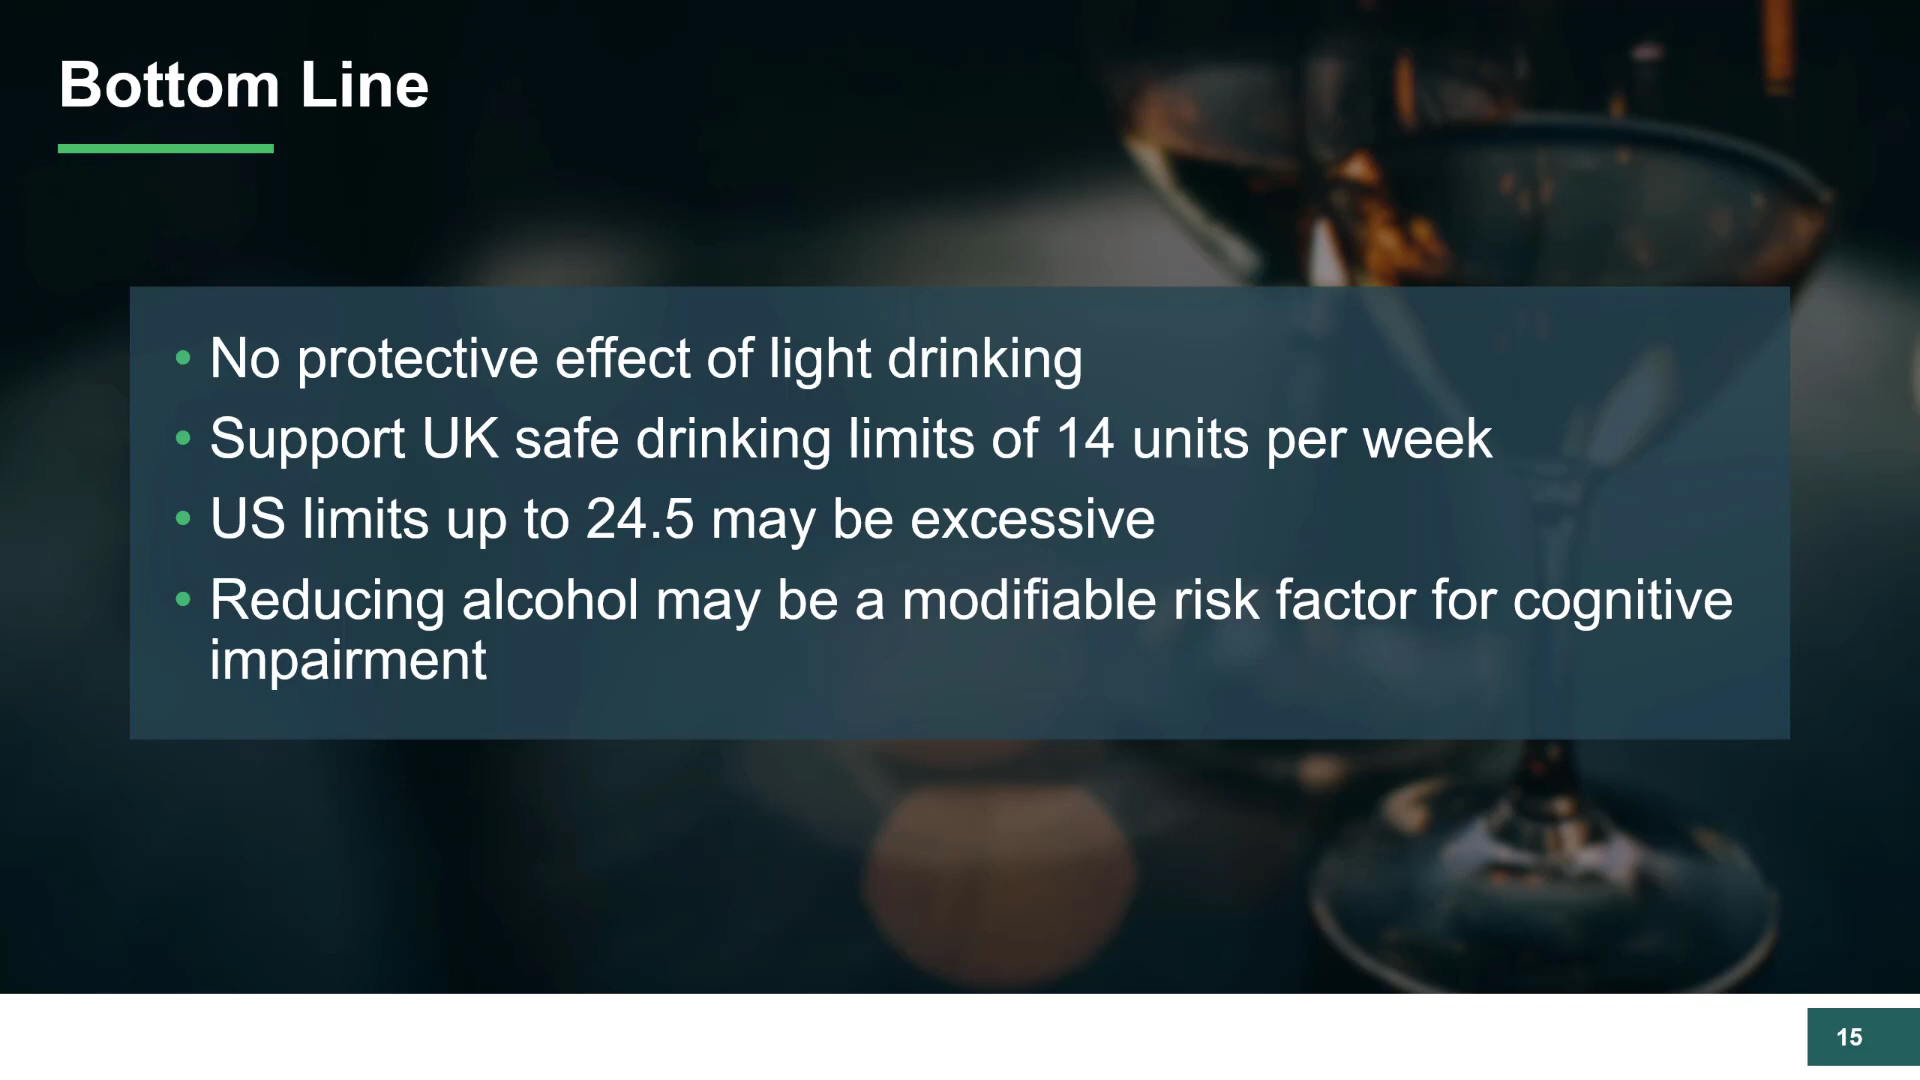 Bottom Line
• No protective effect of light drinking
• Support UK safe drinking limits of 14 units per week
• US limits up to 24.5 may be excessive
• Reducing alcohol may be a modifiable risk factor for cognitive
impairment
15